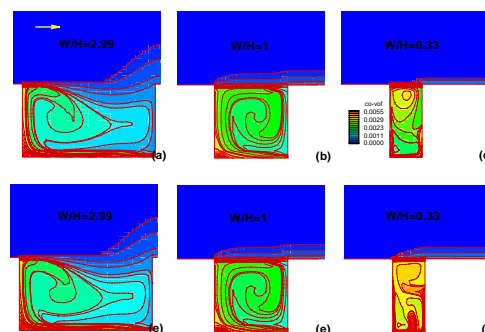 W/H=2.99
W/H=1
W/H=0.33
co-vof
0.0055
0.0029
0.0023
0.0011
0.0000
(a)
(b)
W/H=2.99
W/H=1
W/H=0.33
(e)
(e)